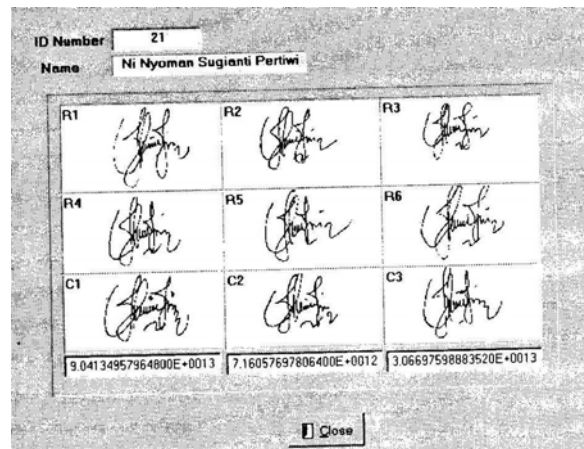 ID Number 21
Name Ni Nyoman Sugianti Pertiwi
R1 R2 R3
R4 R5 R6
C1 C2 C3
9.04134957964800E+0013 7.16057697806400E+0012 3.06697598883520E+0013
Close